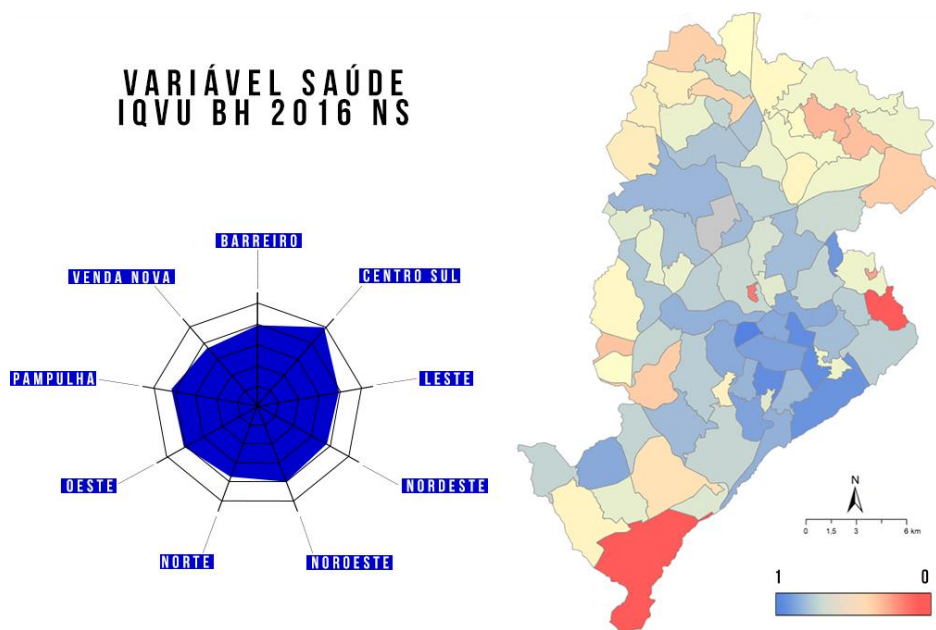 VARIÁVEL SAÚDE
IQVU BH 2016 NS
BARREIRO
VENDA NOVA
CENTRO SUL
PAMPULHA
LESTE
OESTE
NORDESTE
NORTE
NOROESTE
N
0 1,5 3 6 km
1 0